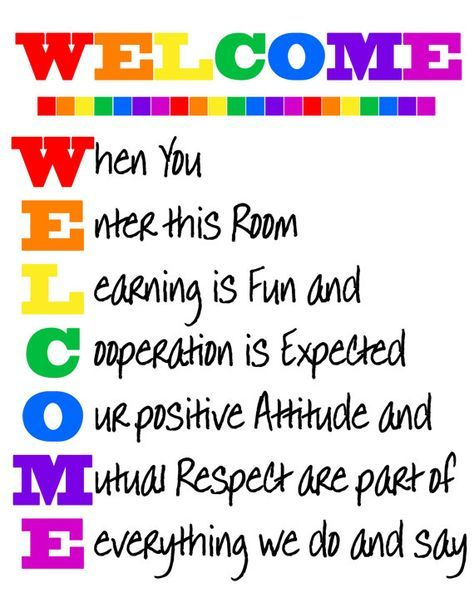 WELCOME
When You
Enter this Room
Learning is Fun and
Cooperation is Expected
Our positive Attitude and
Mutual Respect are part of
Eeverything we do and say